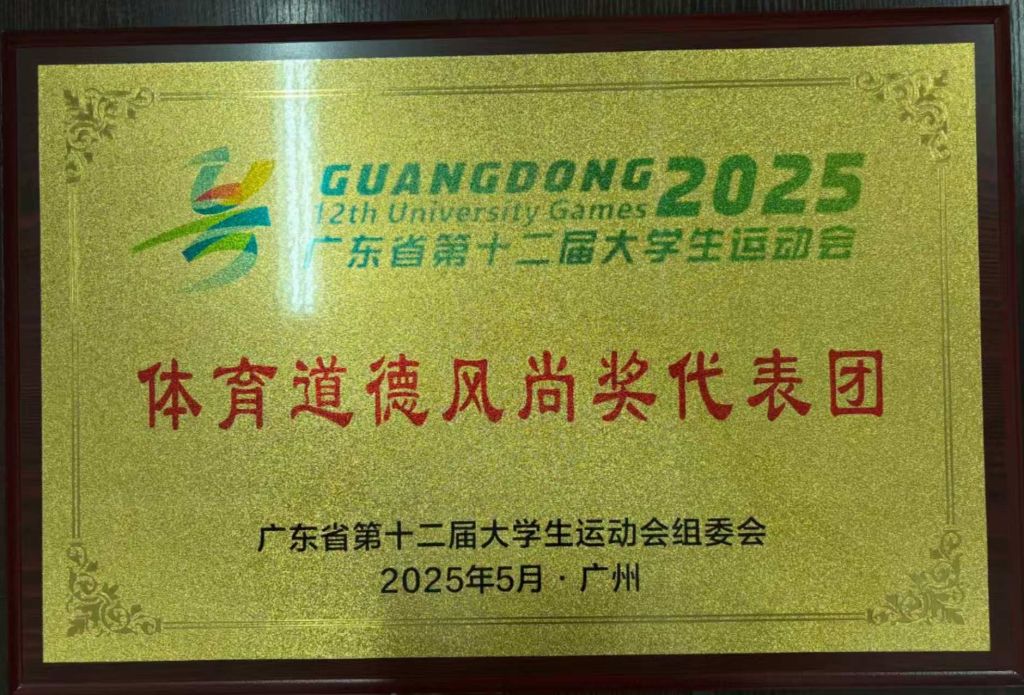 GUANGDONG 2025
12th University Games
广东省第十二届大学生运动会
体育道德风尚奖代表团
广东省第十二届大学生运动会组委会
2025年5月·广州